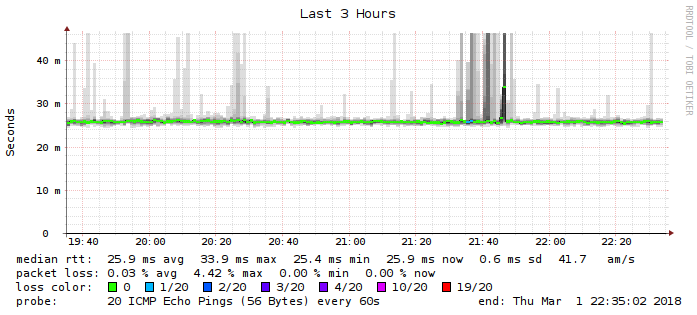 Last 3 Hours
RRDTOOL / TOBI OETIKER
Seconds
40 m
30 m
20 m
10 m
0
19:40 20:00 20:20 20:40 21:00 21:20 21:40 22:00 22:20
median rtt: 25.9 ms avg 33.9 ms max 25.4 ms min 25.9 ms now 0.6 ms sd 41.7 am/s
packet loss: 0.03 % avg 4.42 % max 0.00 % min 0.00 % now
loss color: 0 1/20 2/20 3/20 4/20 10/20 19/20
probe: 20 ICMP Echo Pings (56 Bytes) every 60s end: Thu Mar 1 22:35:02 2018